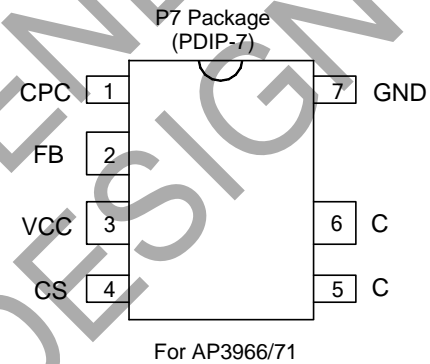 P7 Package
(PDIP-7)
CPC 1 7 GND
FB 2
VCC 3 6 C
CS 4 5 C
For AP3966/71